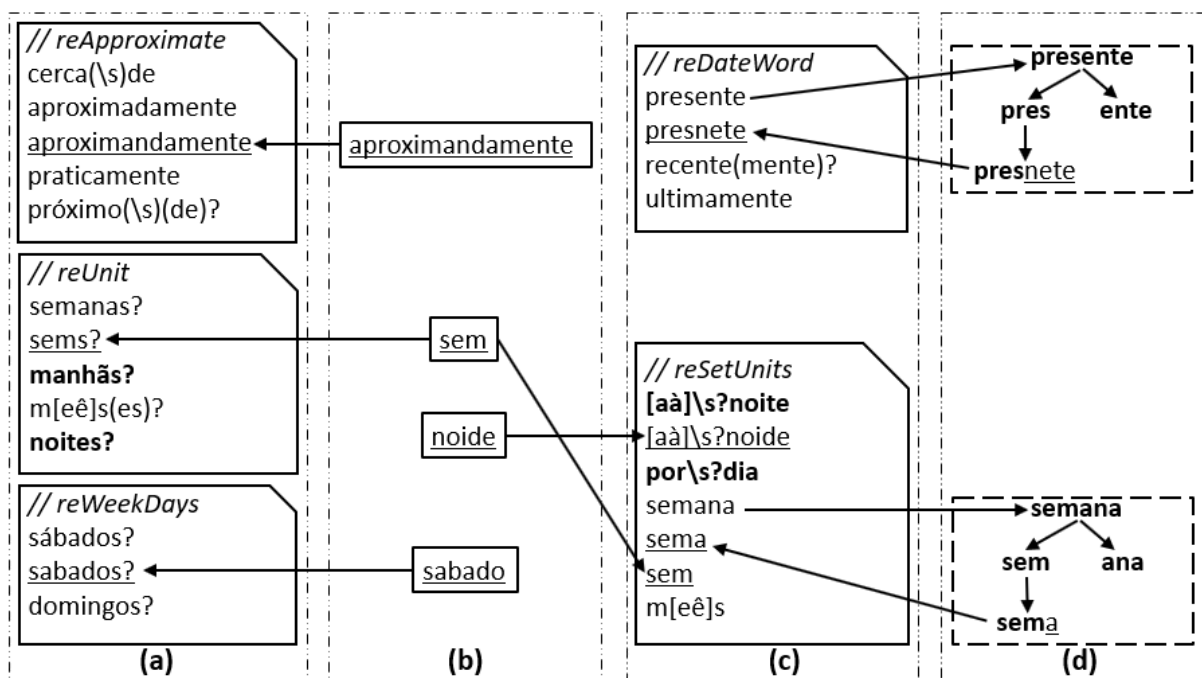 // reApproximate
cerca(\s)de
aproximadamente
aproximandamente
praticamente
próximo(\s)(de)?
// reUnit
semanas?
sems?
manhãs?
m[eê]s(es)?
noites?
// reWeekDays
sábados?
sabados?
domingos?
(a)
aproximandamente
sem
noide
sabado
(b)
// reDateWord
presente
presnete
recente(mente)?
ultimamente
// reSetUnits
[aà]\s?noite
[aà]\s?noide
por\s?dia
semana
sema
sem
m[eê]s
(c)
presente
pres ente
presnete
semana
sem ana
sema
(d)